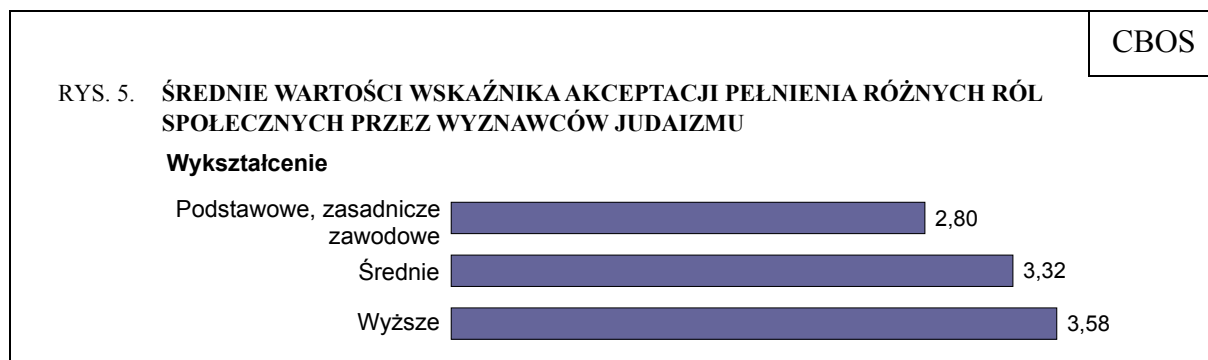 CBOS
RYS. 5. ŚREDNIE WARTOŚCI WSKAŹNIKA AKCEPTACJI PEŁNIENIA RÓŻNYCH RÓL
SPOŁECZNYCH PRZEZ WYZNAWCÓW JUDAIZMU
Wykształcenie
Podstawowe, zasadnicze
zawodowe
2,80
Średnie 3,32
Wyższe 3,58